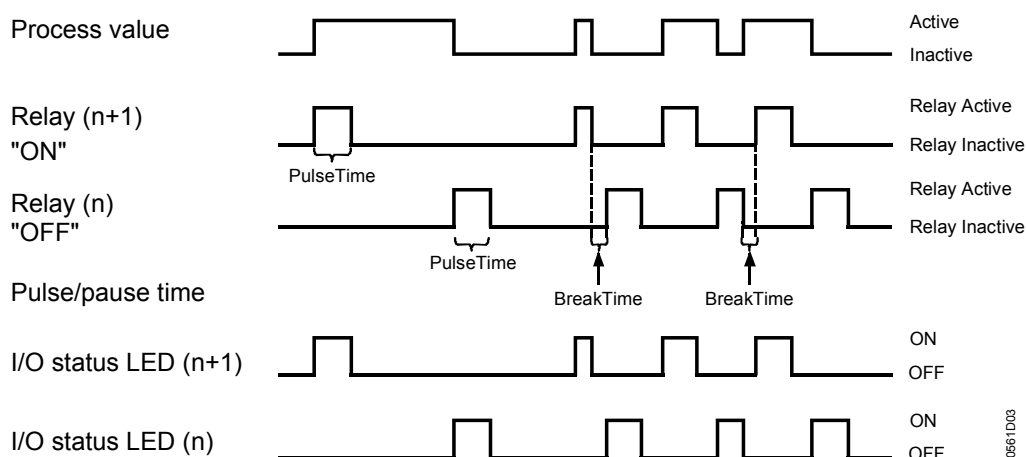 Process value
Active
Inactive
Relay (n+1)
"ON"
Relay Active
Relay Inactive
PulseTime
Relay (n)
"OFF"
Relay Active
Relay Inactive
PulseTime
Pulse/pause time
BreakTime
BreakTime
I/O status LED (n+1)
ON
OFF
I/O status LED (n)
ON
OFF
0561D03